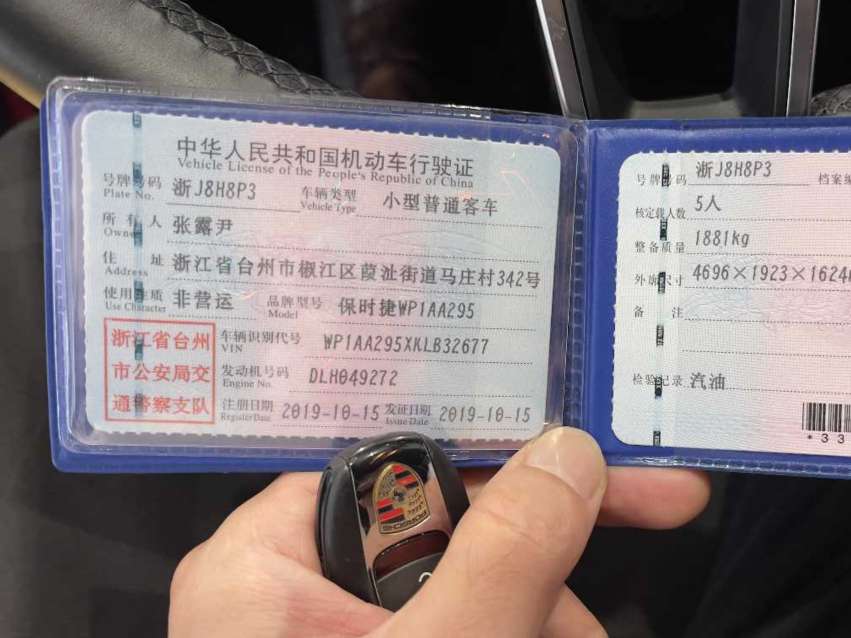 中华人民共和国机动车行驶证
Vehicle License of the People's Republic of China
号牌号码 浙J8H8P3 车辆类型 小型普通客车
Plate No. Vehicle Type
所有人 张露尹
Owner
住址 浙江省台州市椒江区葭沚街道马庄村342号
Address
使用性质 非营运 品牌型号 保时捷WP1AA295
Use Character Model
浙江省台州
市公安局交
通警察支队
车辆识别代号 WP1AA295XKLB32677
VIN
发动机号码 DLH049272
Engine No.
注册日期 2019-10-15 发证日期 2019-10-15
Register Date Issue Date
号牌号码 浙J8H8P3 档案编
核定载人数 5人
整备质量 1881kg
外廓尺寸 4696×1923×1624
备注
检验记录 汽油
*33
PORSCHE